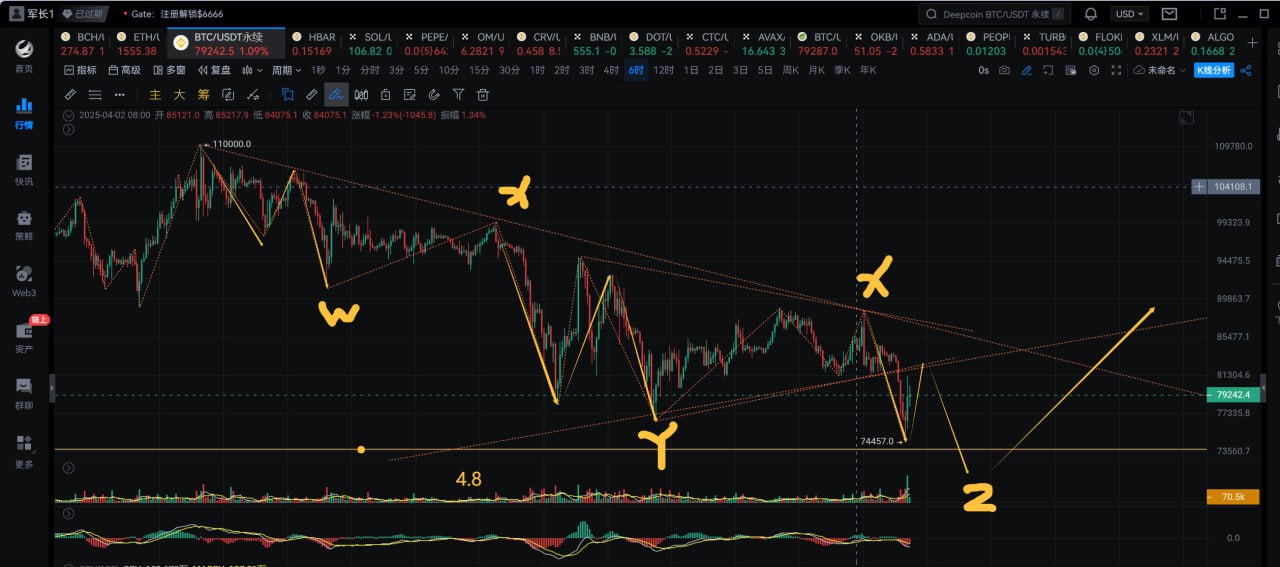 军长1 已过期 • Gate: 注册解锁$6666
Deepcoin BTC/USDT 永续 /
USD
BCH/ ETH/L BTC/USDT永续 HBAR SOL/U PEPE/ OM/U CRV/U BNB/I DOT/ CTC/L AVAX/ BTC/L OKB/ ADA/I PEOPI TURB FLOKI XLM/U ALGO
274.87 1 1555.38 79242.5 1.09% 0.15169 106.82 0 0.0(5)64 6.2821 9 0.458 8. 555.1 -0 3.588 -2 0.5229 - 16.643 3 79287.0 51.05 -2 0.5833 1 0.01203 0.00154 0.0(4)50 0.2321 2 0.1668 2
指标 高级 多窗 复盘 周期 1秒 1分 分时 3分 5分 10分 15分 30分 1时 2时 3时 4时 6时 12时 1日 2日 3日 5日 周K 月K 季K 年K 0s 未命名 K线分析
主 大 筹
2025-04-02 08:00 开 85121.0 高 85217.9 低 84075.1 收 84075.1 涨幅 -1.23%(-1045.8) 振幅 1.34%
首页
行情
快讯
策略
Web3
链上
资产
群聊
更多
110000.0
X
W
X
Y
74457.0
4.8
Z
109780.0
104108.1
99323.9
94475.5
89863.7
85477.1
81304.6
79242.4
77335.8
73560.7
70.5k
0.0